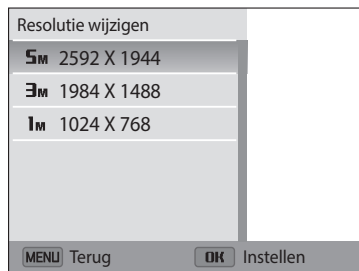 Resolutie wijzigen
5M 2592 X 1944
3M 1984 X 1488
1M 1024 X 768
MENU Terug OK Instellen